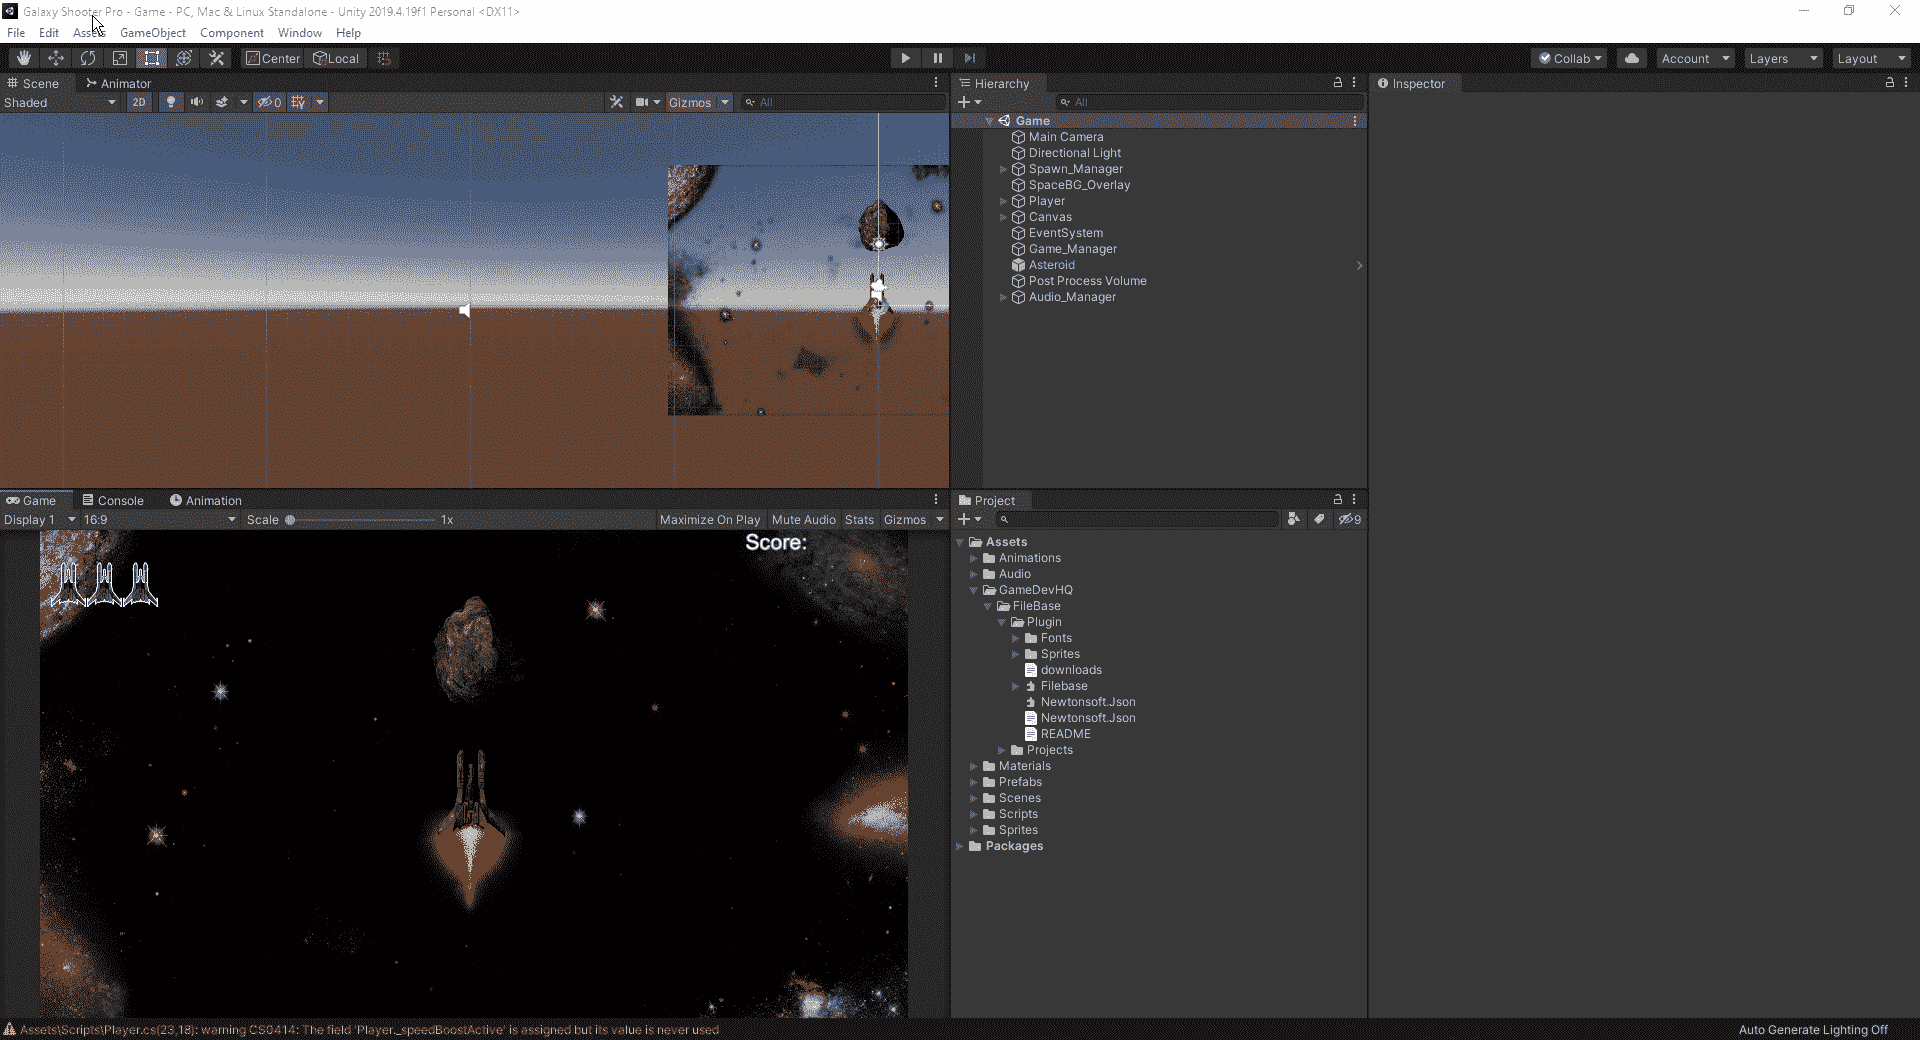 Galaxy Shooter Pro - Game - PC, Mac & Linux Standalone - Unity 2019.4.19f1 Personal <DX11>
File Edit Assets GameObject Component Window Help
Center Local Collab Account Layers Layout
Scene Animator
Shaded 2D 0 Gizmos All
Hierarchy
All
Game
Main Camera
Directional Light
Spawn_Manager
SpaceBG_Overlay
Player
Canvas
EventSystem
Game_Manager
Asteroid
Post Process Volume
Audio_Manager
Inspector
Game Console Animation
Display 1 16:9 Scale 1x Maximize On Play Mute Audio Stats Gizmos
Score:
Project
9
Assets
Animations
Audio
GameDevHQ
FileBase
Plugin
Fonts
Sprites
downloads
Filebase
Newtonsoft.Json
Newtonsoft.Json
README
Projects
Materials
Prefabs
Scenes
Scripts
Sprites
Packages
Assets\Scripts\Player.cs(23,18): warning CS0414: The field 'Player._speedBoostActive' is assigned but its value is never used
Auto Generate Lighting Off